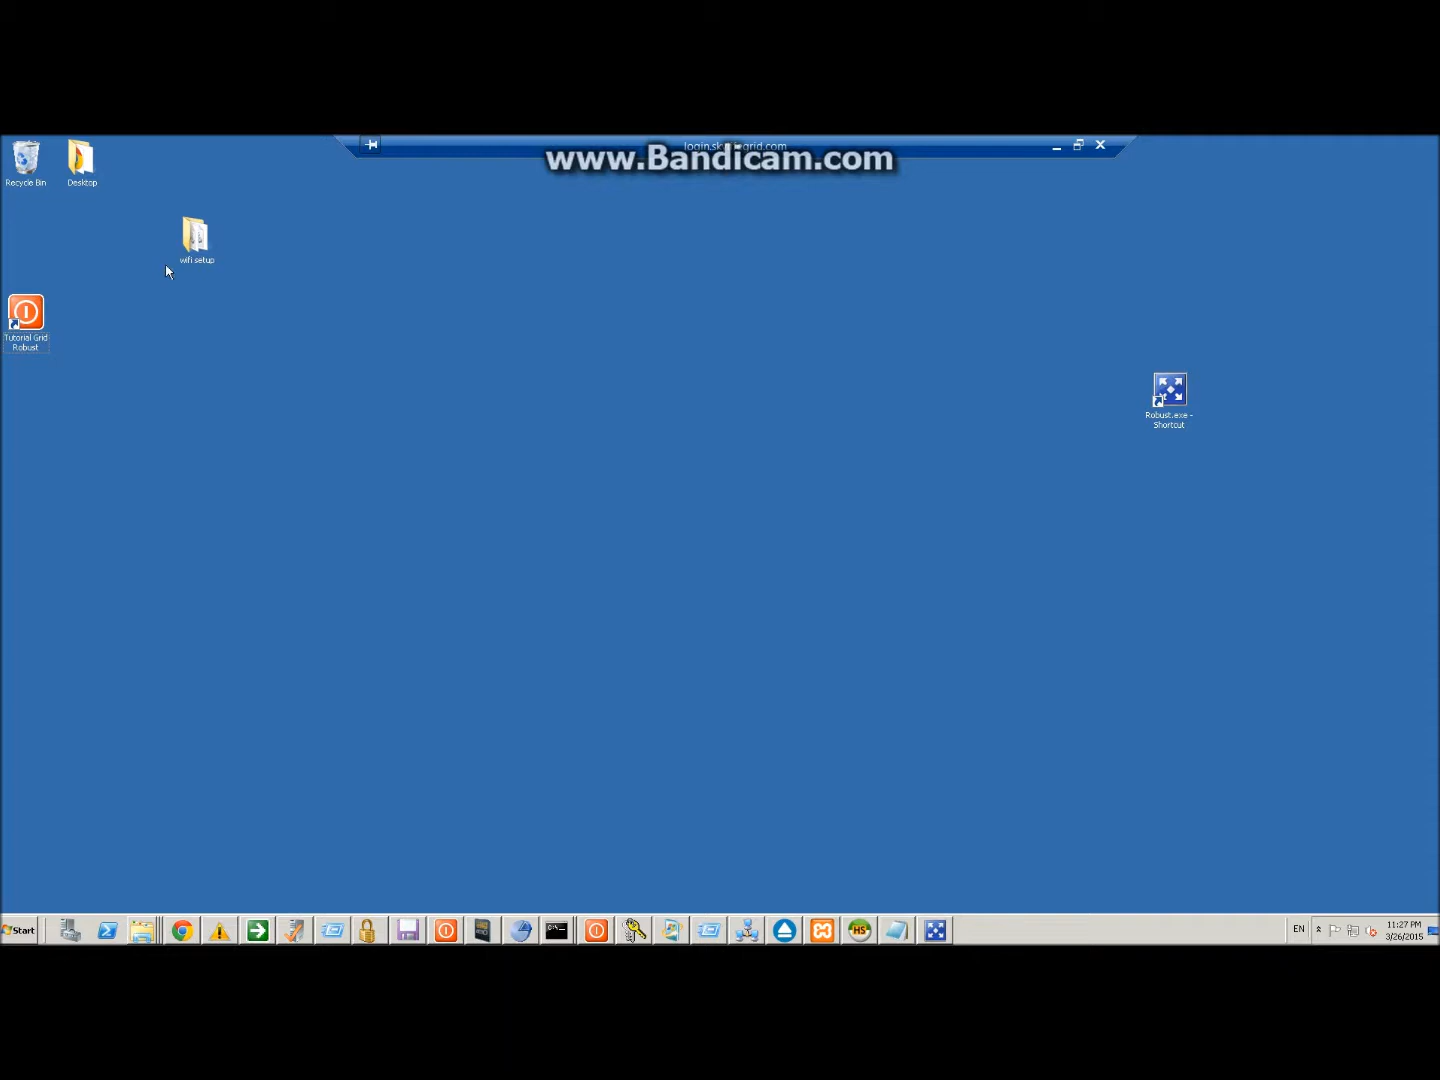 www.Bandicam.com
Recycle Bin
Desktop
wifi setup
Tutorial Grid
Robust
Robust.exe -
Shortcut
Start
HS
EN
11:27 PM
3/26/2015